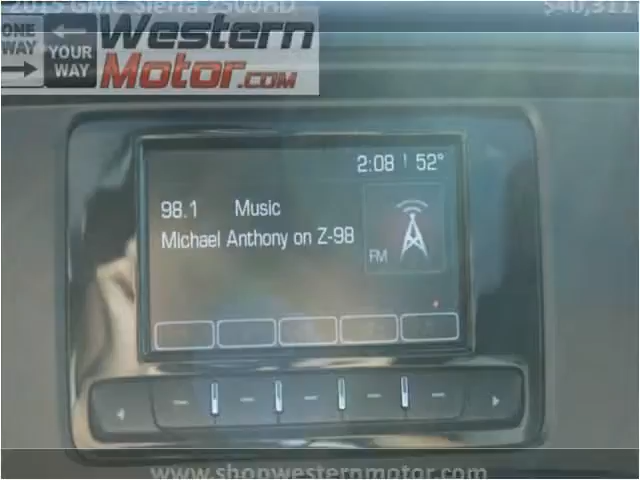 2015 GMC Sierra 2500HD $40,311
ONE WAY
YOUR WAY
Western
Motor.com
2:08 52°
98.1 Music
Michael Anthony on Z-98
FM
www.shopwesternmotor.com